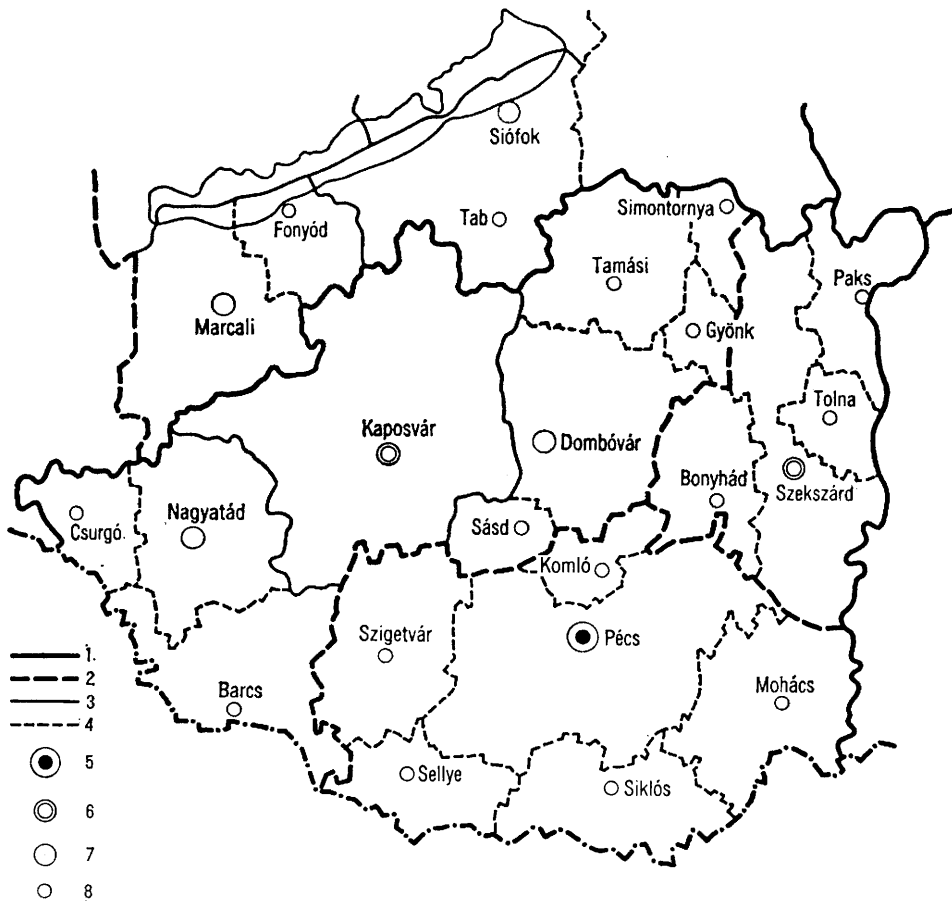 Siófok
Fonyód
Tab
Simontornya
Tamási
Paks
Marcali
Gyönk
Tolna
Kaposvár
Dombóvár
Bonyhád
Szekszárd
Csurgó.
Nagyatád
Sásd
Komló
Szigetvár
Pécs
Barcs
Mohács
Sellye
Siklós
1.
2
3
4
5
6
7
8